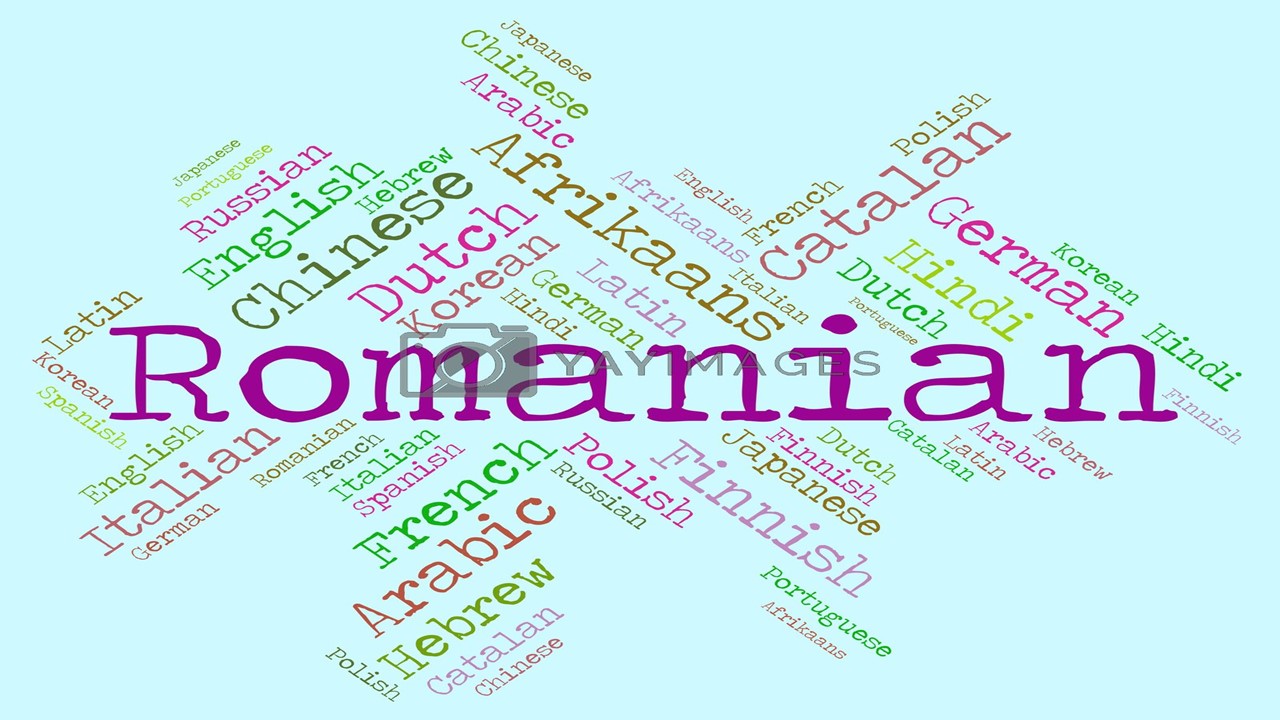 Japanese
Chinese
Arabic
Polish
Catalan
Japanese
Portuguese
Russian
English
Hebrew
Chinese
Afrikaans
Afrikaans
English
French
German
Dutch
Korean
German
Hindi
Latin
Italian
Dutch
Portuguese
Hindi
Korean
Hindi
Latin
Romanian
YAYIMAGES
Korean
Spanish
English
Italian
German
Romanian
French
Italian
Spanish
French
Arabic
Hebrew
Catalan
Chinese
Polish
Polish
Russian
Finnish
Japanese
Finnish
Dutch
Catalan
Latin
Arabic
Hebrew
Finnish
Portuguese
Afrikaans